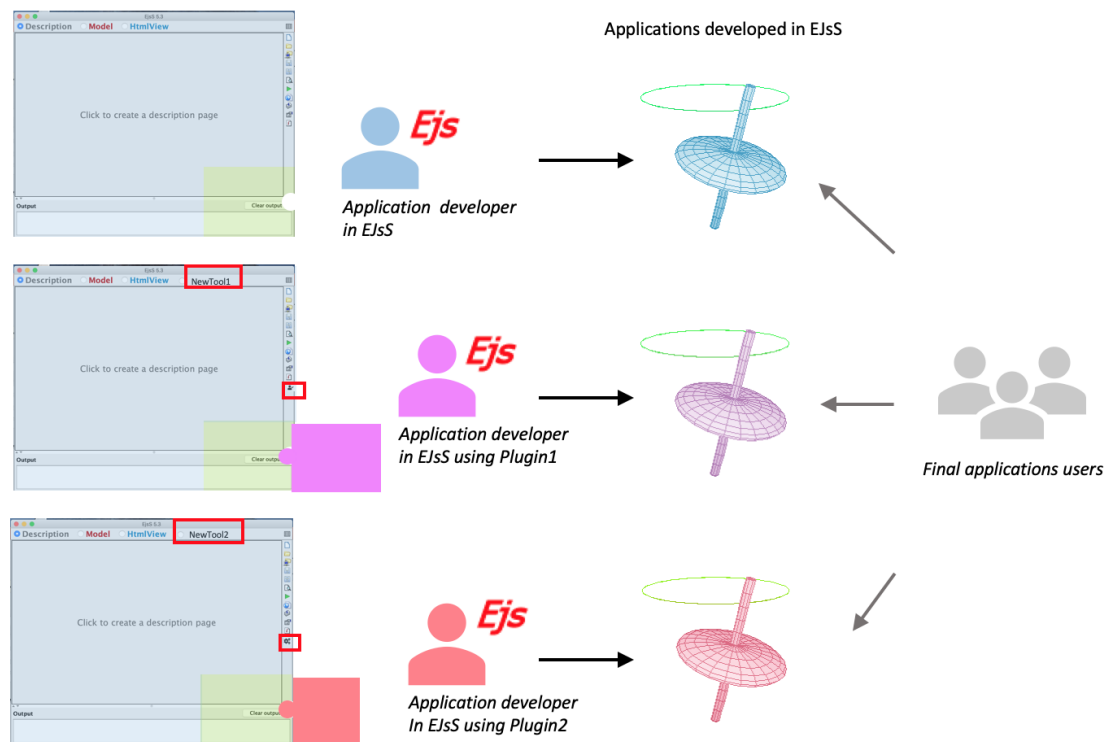 EjsS 5.3
Description Model HtmlView
Click to create a description page
Output Clear output
Applications developed in EJsS
Ejs
Application developer
in EJsS
EjsS 5.3
Description Model HtmlView NewTool1
Click to create a description page
Output Clear outpu
Ejs
Application developer
in EJsS using Plugin1
Final applications users
EjsS 5.3
Description Model HtmlView NewTool2
Click to create a description page
Output Clear output
Ejs
Application developer
In EJsS using Plugin2